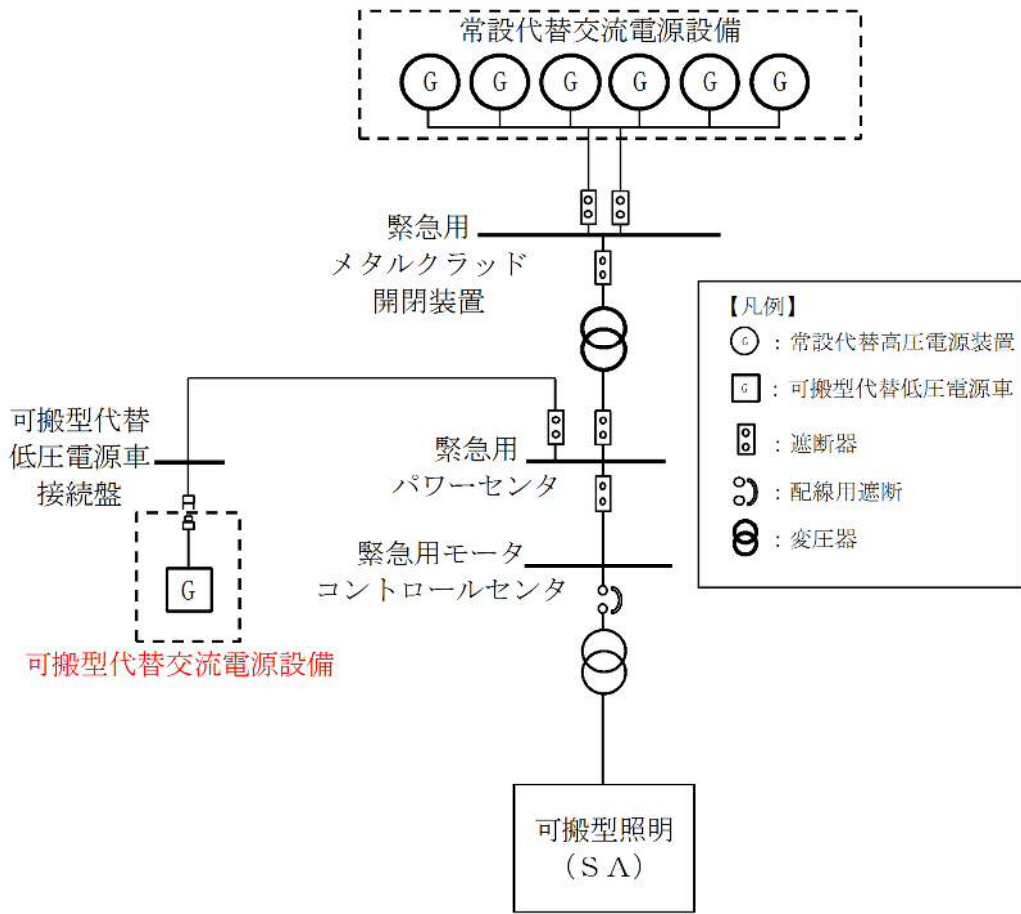 常設代替交流電源設備
G G G G G G
緊急用
メタルクラッド
開閉装置
【凡例】
G :常設代替高圧電源装置
G :可搬型代替低圧電源車
:遮断器
:配線用遮断
:変圧器
可搬型代替
低圧電源車
接続盤
緊急用
パワーセンタ
緊急用モータ
コントロールセンタ
G
可搬型代替交流電源設備
可搬型照明
(SA)